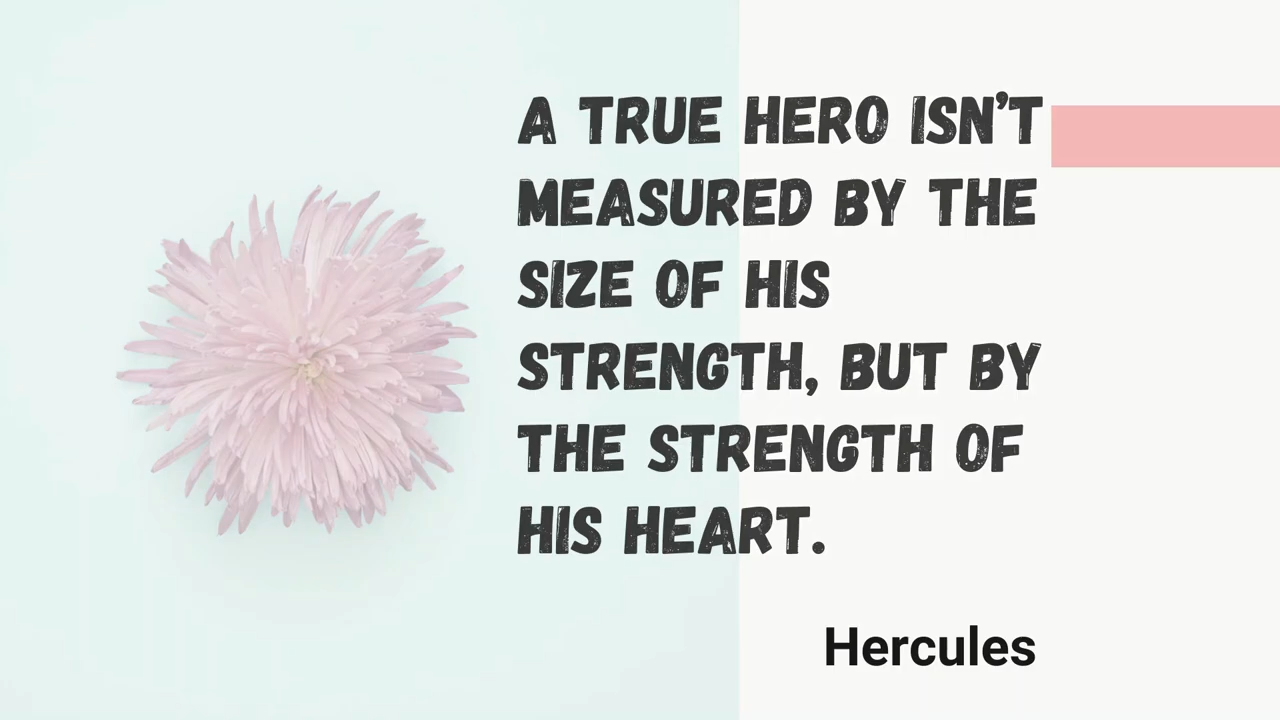 A TRUE HERO ISN'T
MEASURED BY THE
SIZE OF HIS
STRENGTH, BUT BY
THE STRENGTH OF
HIS HEART.
Hercules